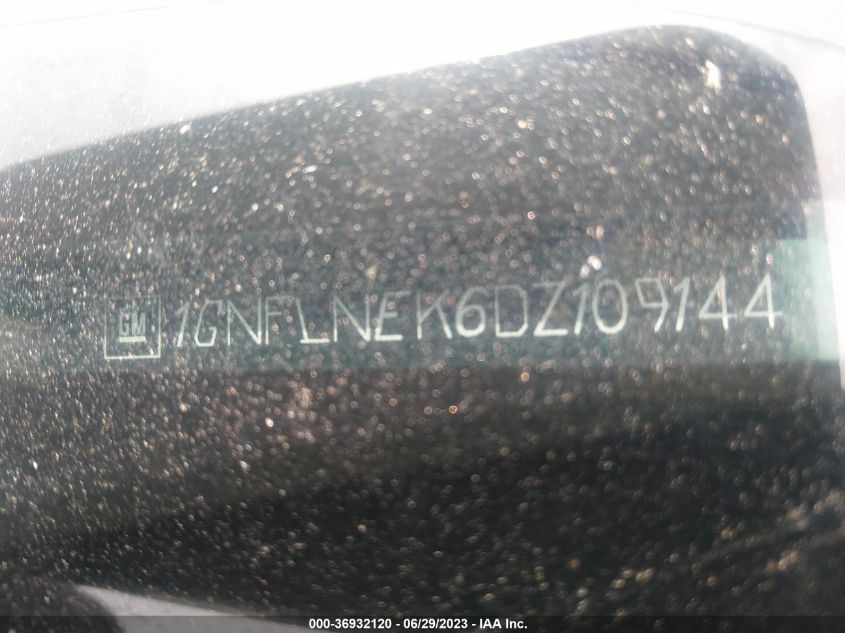 GM 1GNFLNEK6DZ109144
000-36932120 - 06/29/2023 - IAA Inc.